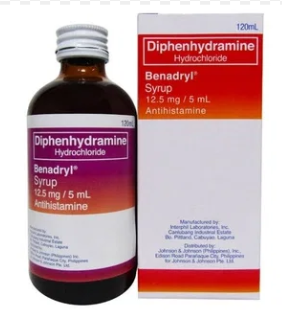 120mL
Diphenhydramine
Hydrochloride
Benadryl®
Syrup
12.5 mg / 5 mL
Antihistamine
120mL
Diphenhydramine
Hydrochloride
Benadryl®
Syrup
12.5 mg / 5 mL
Antihistamine
Manufactured by:
Interphil Laboratories, Inc.
Canlubang Industrial Estate
Bo. Pittland, Cabuyao, Laguna
Distributed by:
Johnson & Johnson (Philippines), Inc.,
Edison Road Parañaque City, Philippines
for Johnson & Johnson Pte. Ltd.